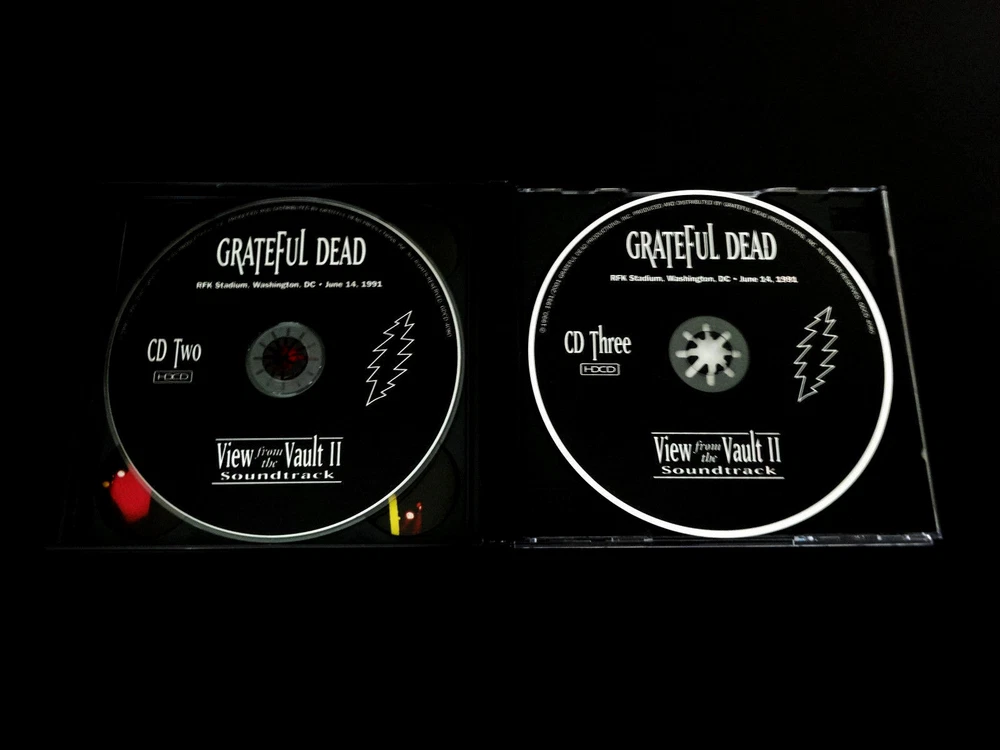 GRATEFUL DEAD
RFK Stadium, Washington, DC • June 14, 1991
CD Two
HDCD
View from the Vault II
Soundtrack
GRATEFUL DEAD
RFK Stadium, Washington, DC • June 14, 1991
CD Three
HDCD
View from the Vault II
Soundtrack